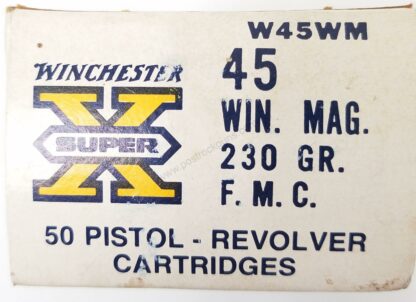 W45WM
WINCHESTER
SUPER
X
45
WIN. MAG.
230 GR.
F.M.C.
50 PISTOL - REVOLVER
CARTRIDGES